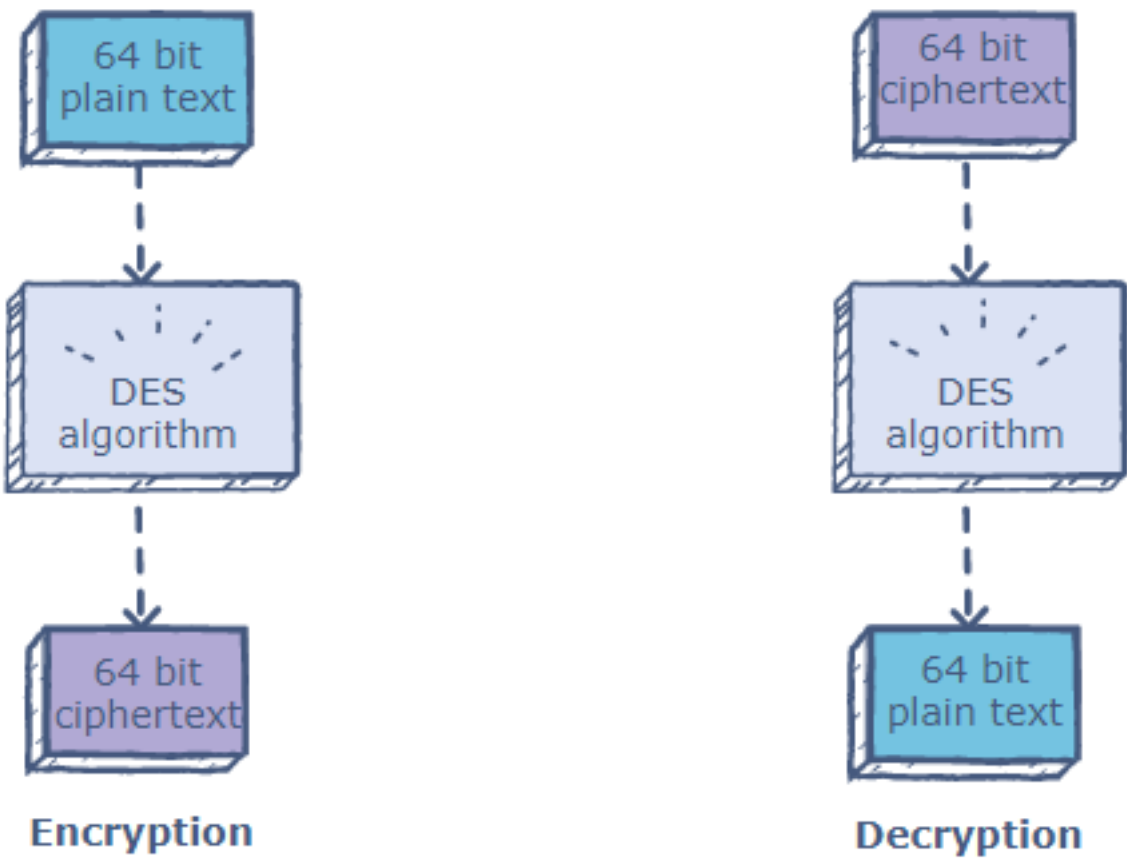 64 bit
plain text
DES
algorithm
64 bit
ciphertext
Encryption
64 bit
ciphertext
DES
algorithm
64 bit
plain text
Decryption